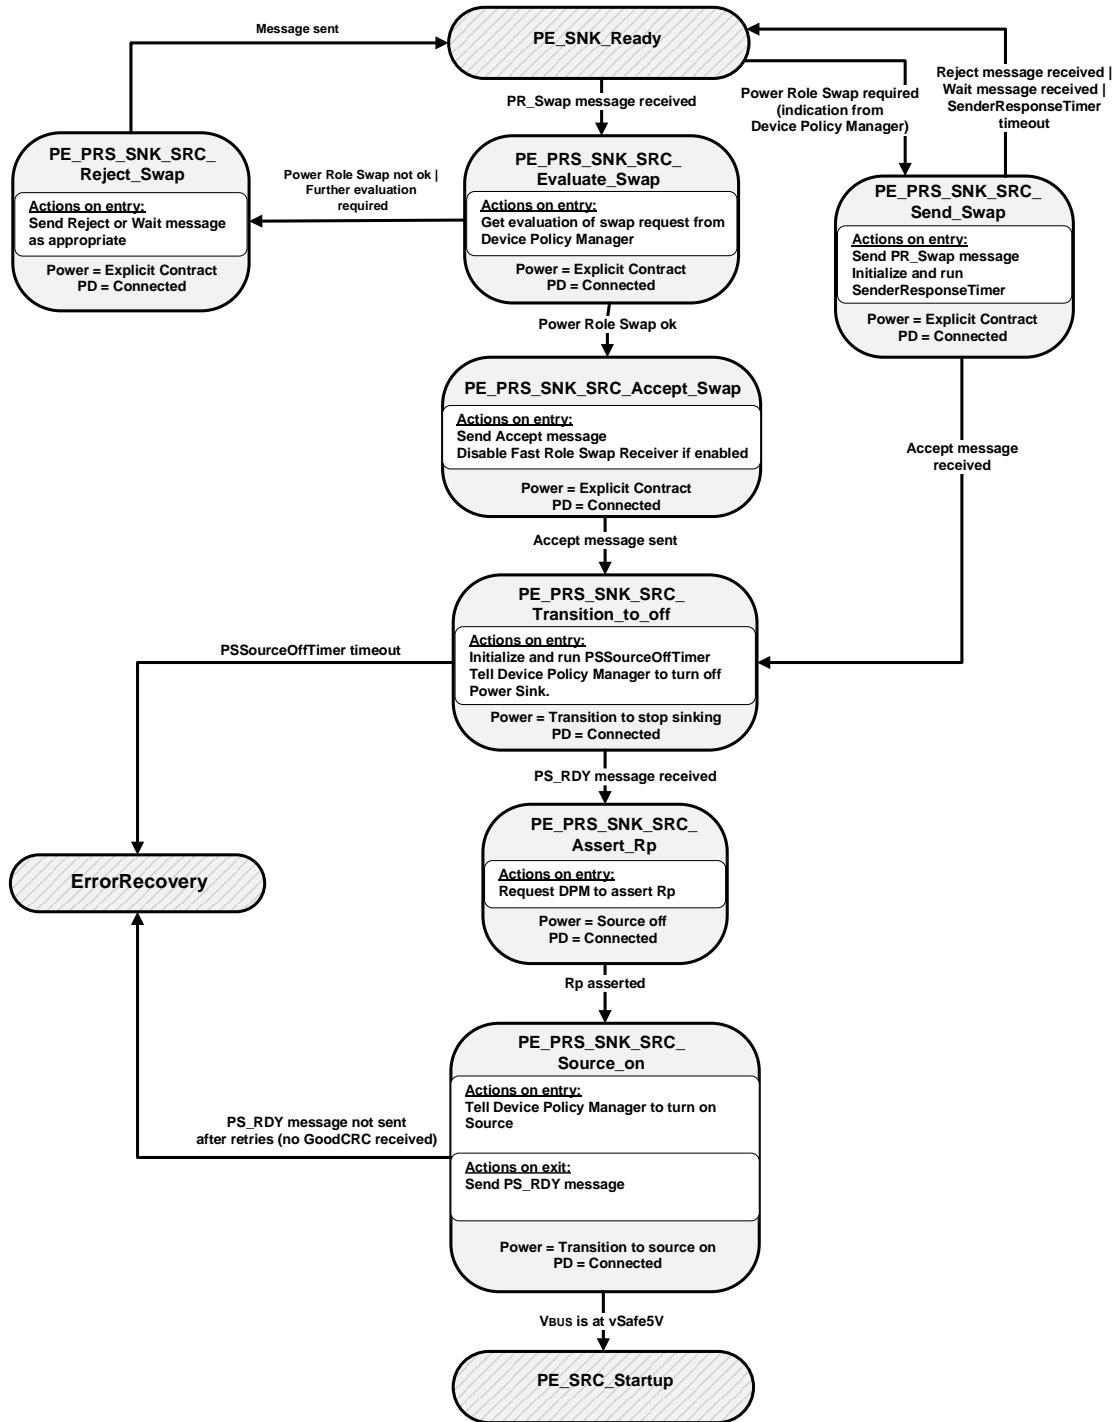 PE_SNK_Ready
Message sent
PR_Swap message received
Power Role Swap required
(indication from
Device Policy Manager)
Reject message received |
Wait message received |
SenderResponseTimer
timeout
PE_PRS_SNK_SRC_
Reject_Swap
Actions on entry:
Send Reject or Wait message
as appropriate
Power = Explicit Contract
PD = Connected
Power Role Swap not ok |
Further evaluation
required
PE_PRS_SNK_SRC_
Evaluate_Swap
Actions on entry:
Get evaluation of swap request from
Device Policy Manager
Power = Explicit Contract
PD = Connected
PE_PRS_SNK_SRC_
Send_Swap
Actions on entry:
Send PR_Swap message
Initialize and run
SenderResponseTimer
Power = Explicit Contract
PD = Connected
Power Role Swap ok
PE_PRS_SNK_SRC_Accept_Swap
Actions on entry:
Send Accept message
Disable Fast Role Swap Receiver if enabled
Power = Explicit Contract
PD = Connected
Accept message
received
Accept message sent
PE_PRS_SNK_SRC_
Transition_to_off
Actions on entry:
Initialize and run PSSourceOffTimer
Tell Device Policy Manager to turn off
Power Sink.
Power = Transition to stop sinking
PD = Connected
PSSourceOffTimer timeout
PS_RDY message received
PE_PRS_SNK_SRC_
Assert_Rp
Actions on entry:
Request DPM to assert Rp
Power = Source off
PD = Connected
ErrorRecovery
Rp asserted
PE_PRS_SNK_SRC_
Source_on
Actions on entry:
Tell Device Policy Manager to turn on
Source
Actions on exit:
Send PS_RDY message
Power = Transition to source on
PD = Connected
PS_RDY message not sent
after retries (no GoodCRC received)
VBUS is at vSafe5V
PE_SRC_Startup